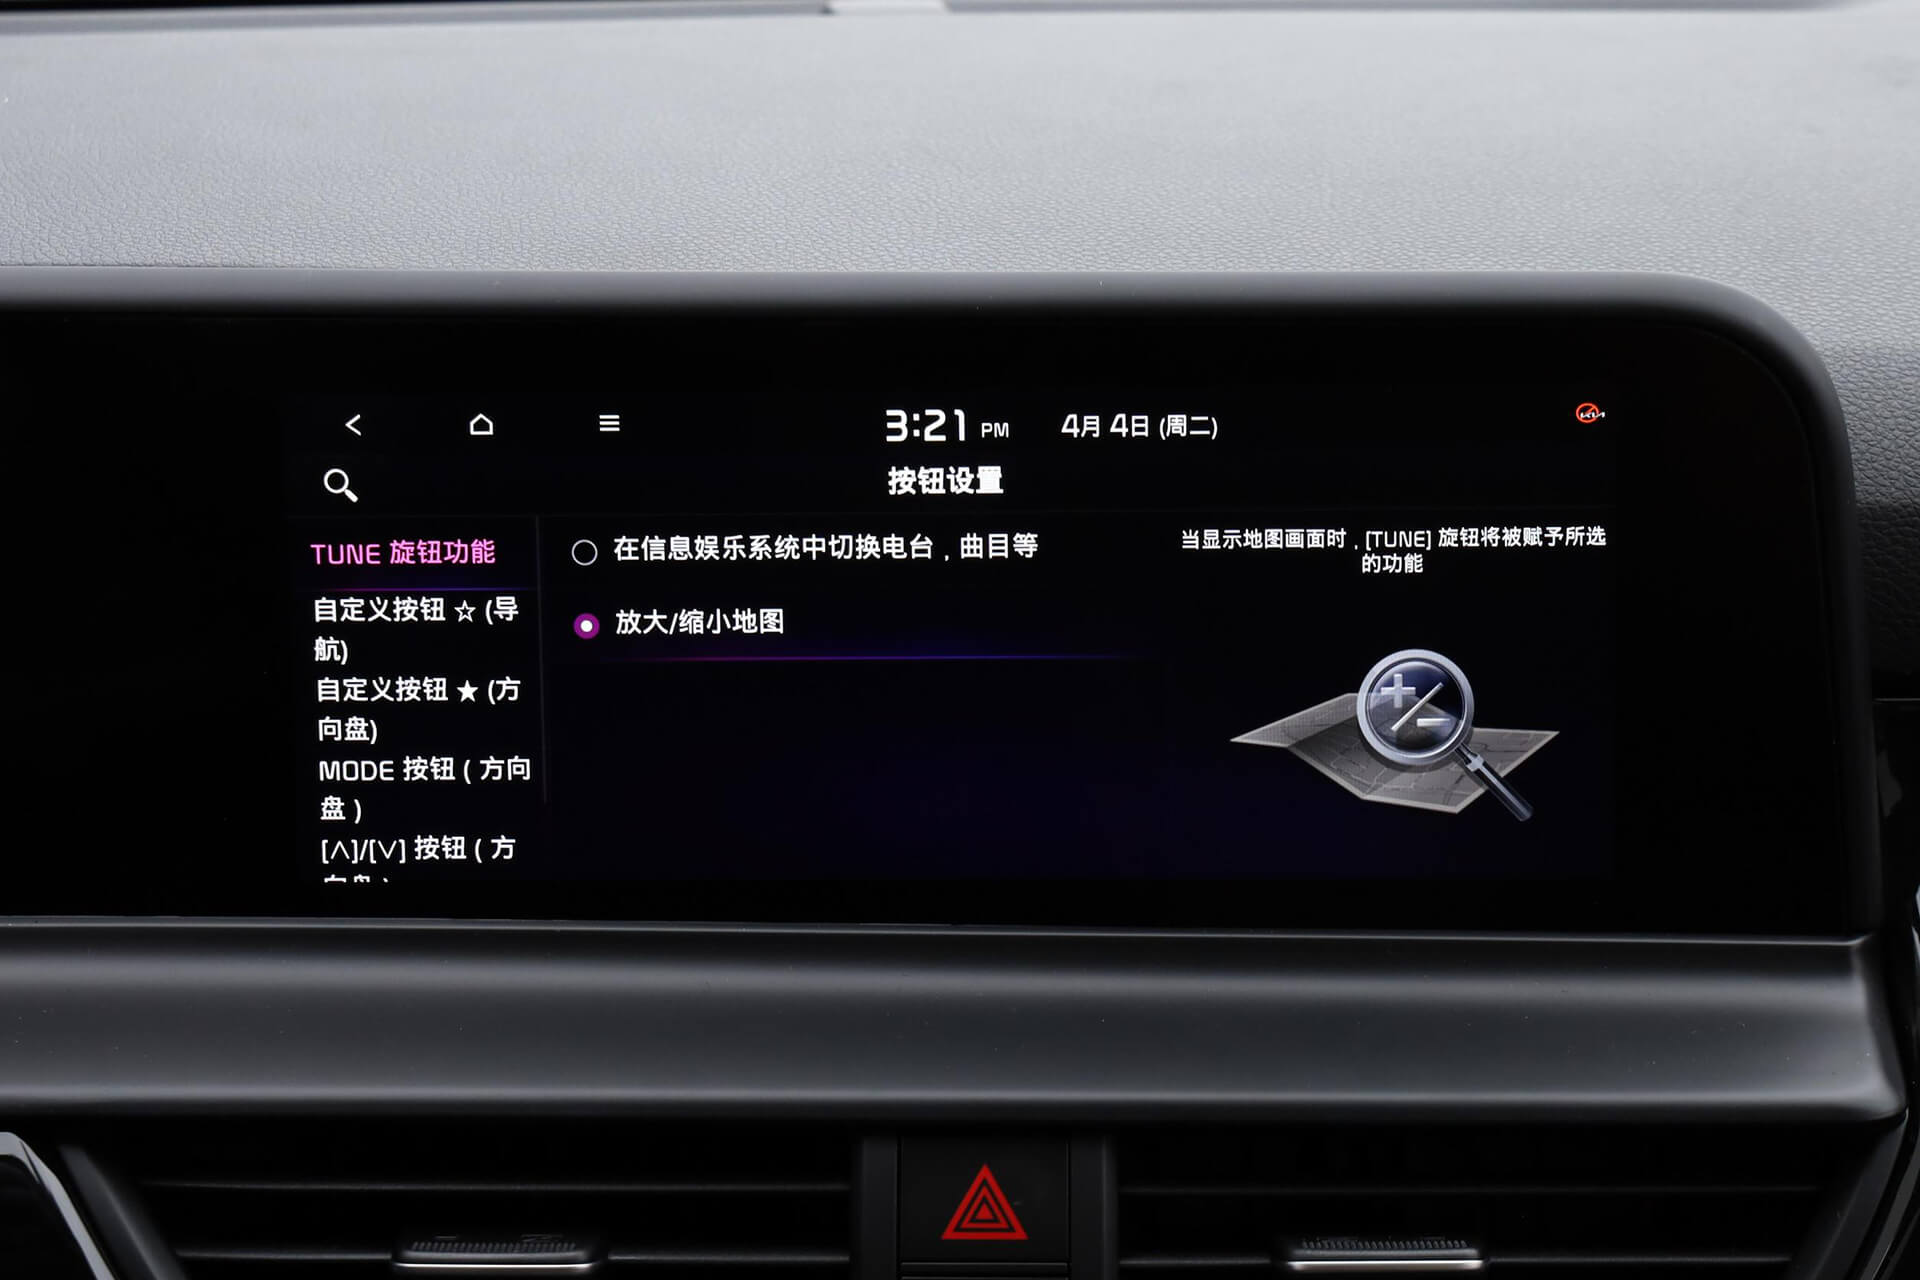 3:21 PM 4月 4日 (周二)
按钮设置
TUNE 旋钮功能
自定义按钮 ☆ (导
航)
自定义按钮 ★ (方
向盘)
MODE 按钮 ( 方向
盘 )
[∧]/[∨] 按钮 ( 方
向盘 )
在信息娱乐系统中切换电台 , 曲目等
放大/缩小地图
当显示地图画面时 , [TUNE] 旋钮将被赋予所选
的功能